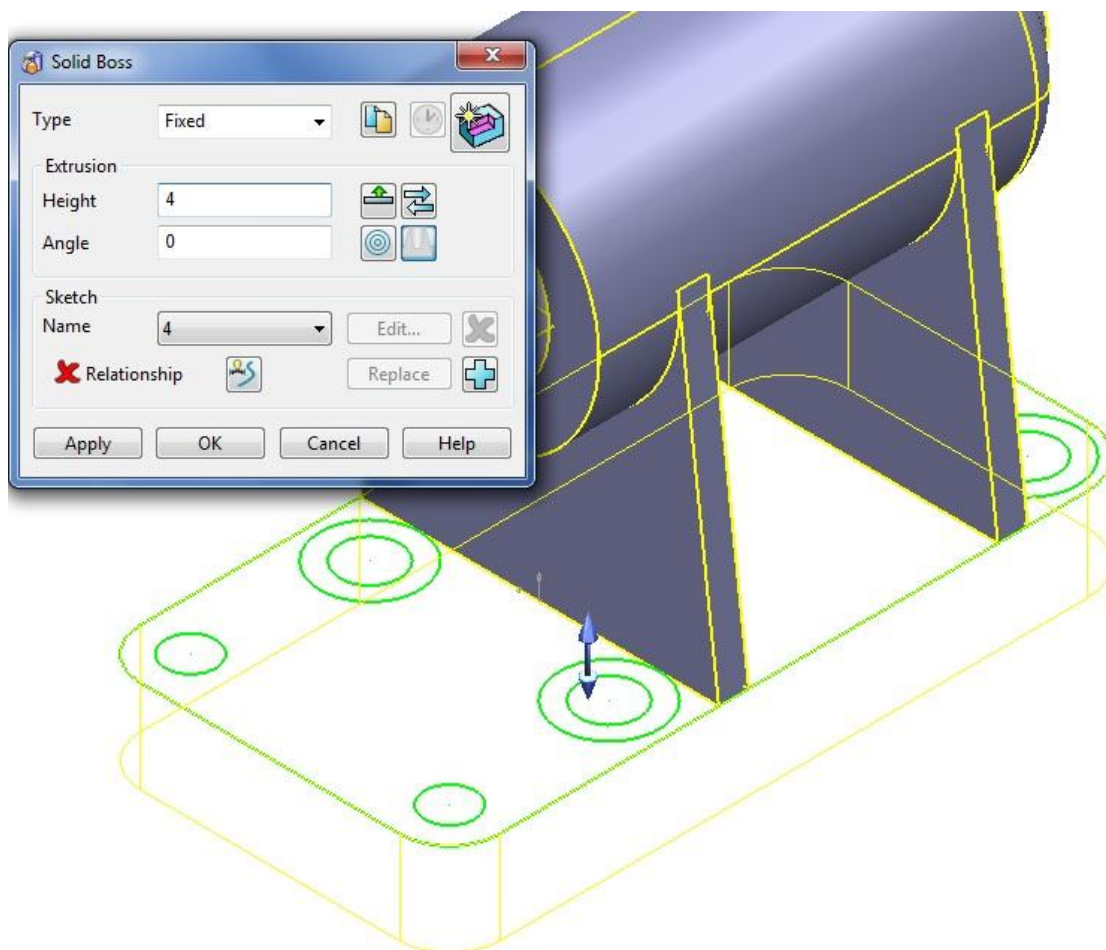 Solid Boss
Type Fixed
Extrusion
Height 4
Angle 0
Sketch
Name 4 Edit...
Relationship Replace
Apply OK Cancel Help